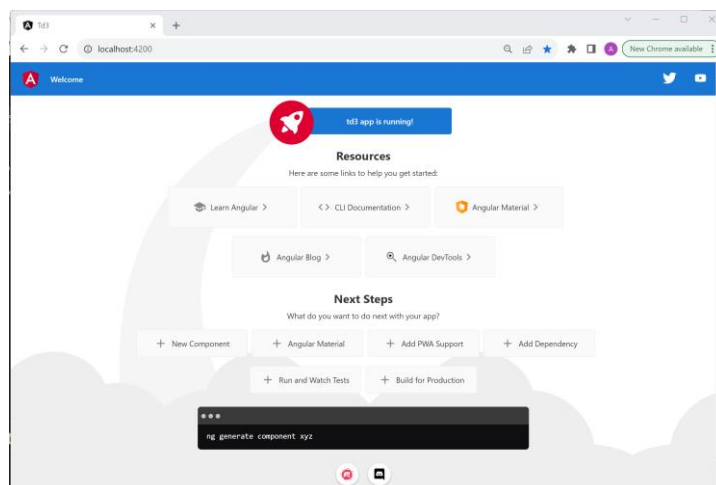 Td3
localhost:4200
A
New Chrome available
Welcome
td3 app is running!
Resources
Here are some links to help you get started:
Learn Angular >
<> CLI Documentation >
Angular Material >
Angular Blog >
Angular DevTools >
Next Steps
What do you want to do next with your app?
+ New Component
+ Angular Material
+ Add PWA Support
+ Add Dependency
+ Run and Watch Tests
+ Build for Production
ng generate component xyz